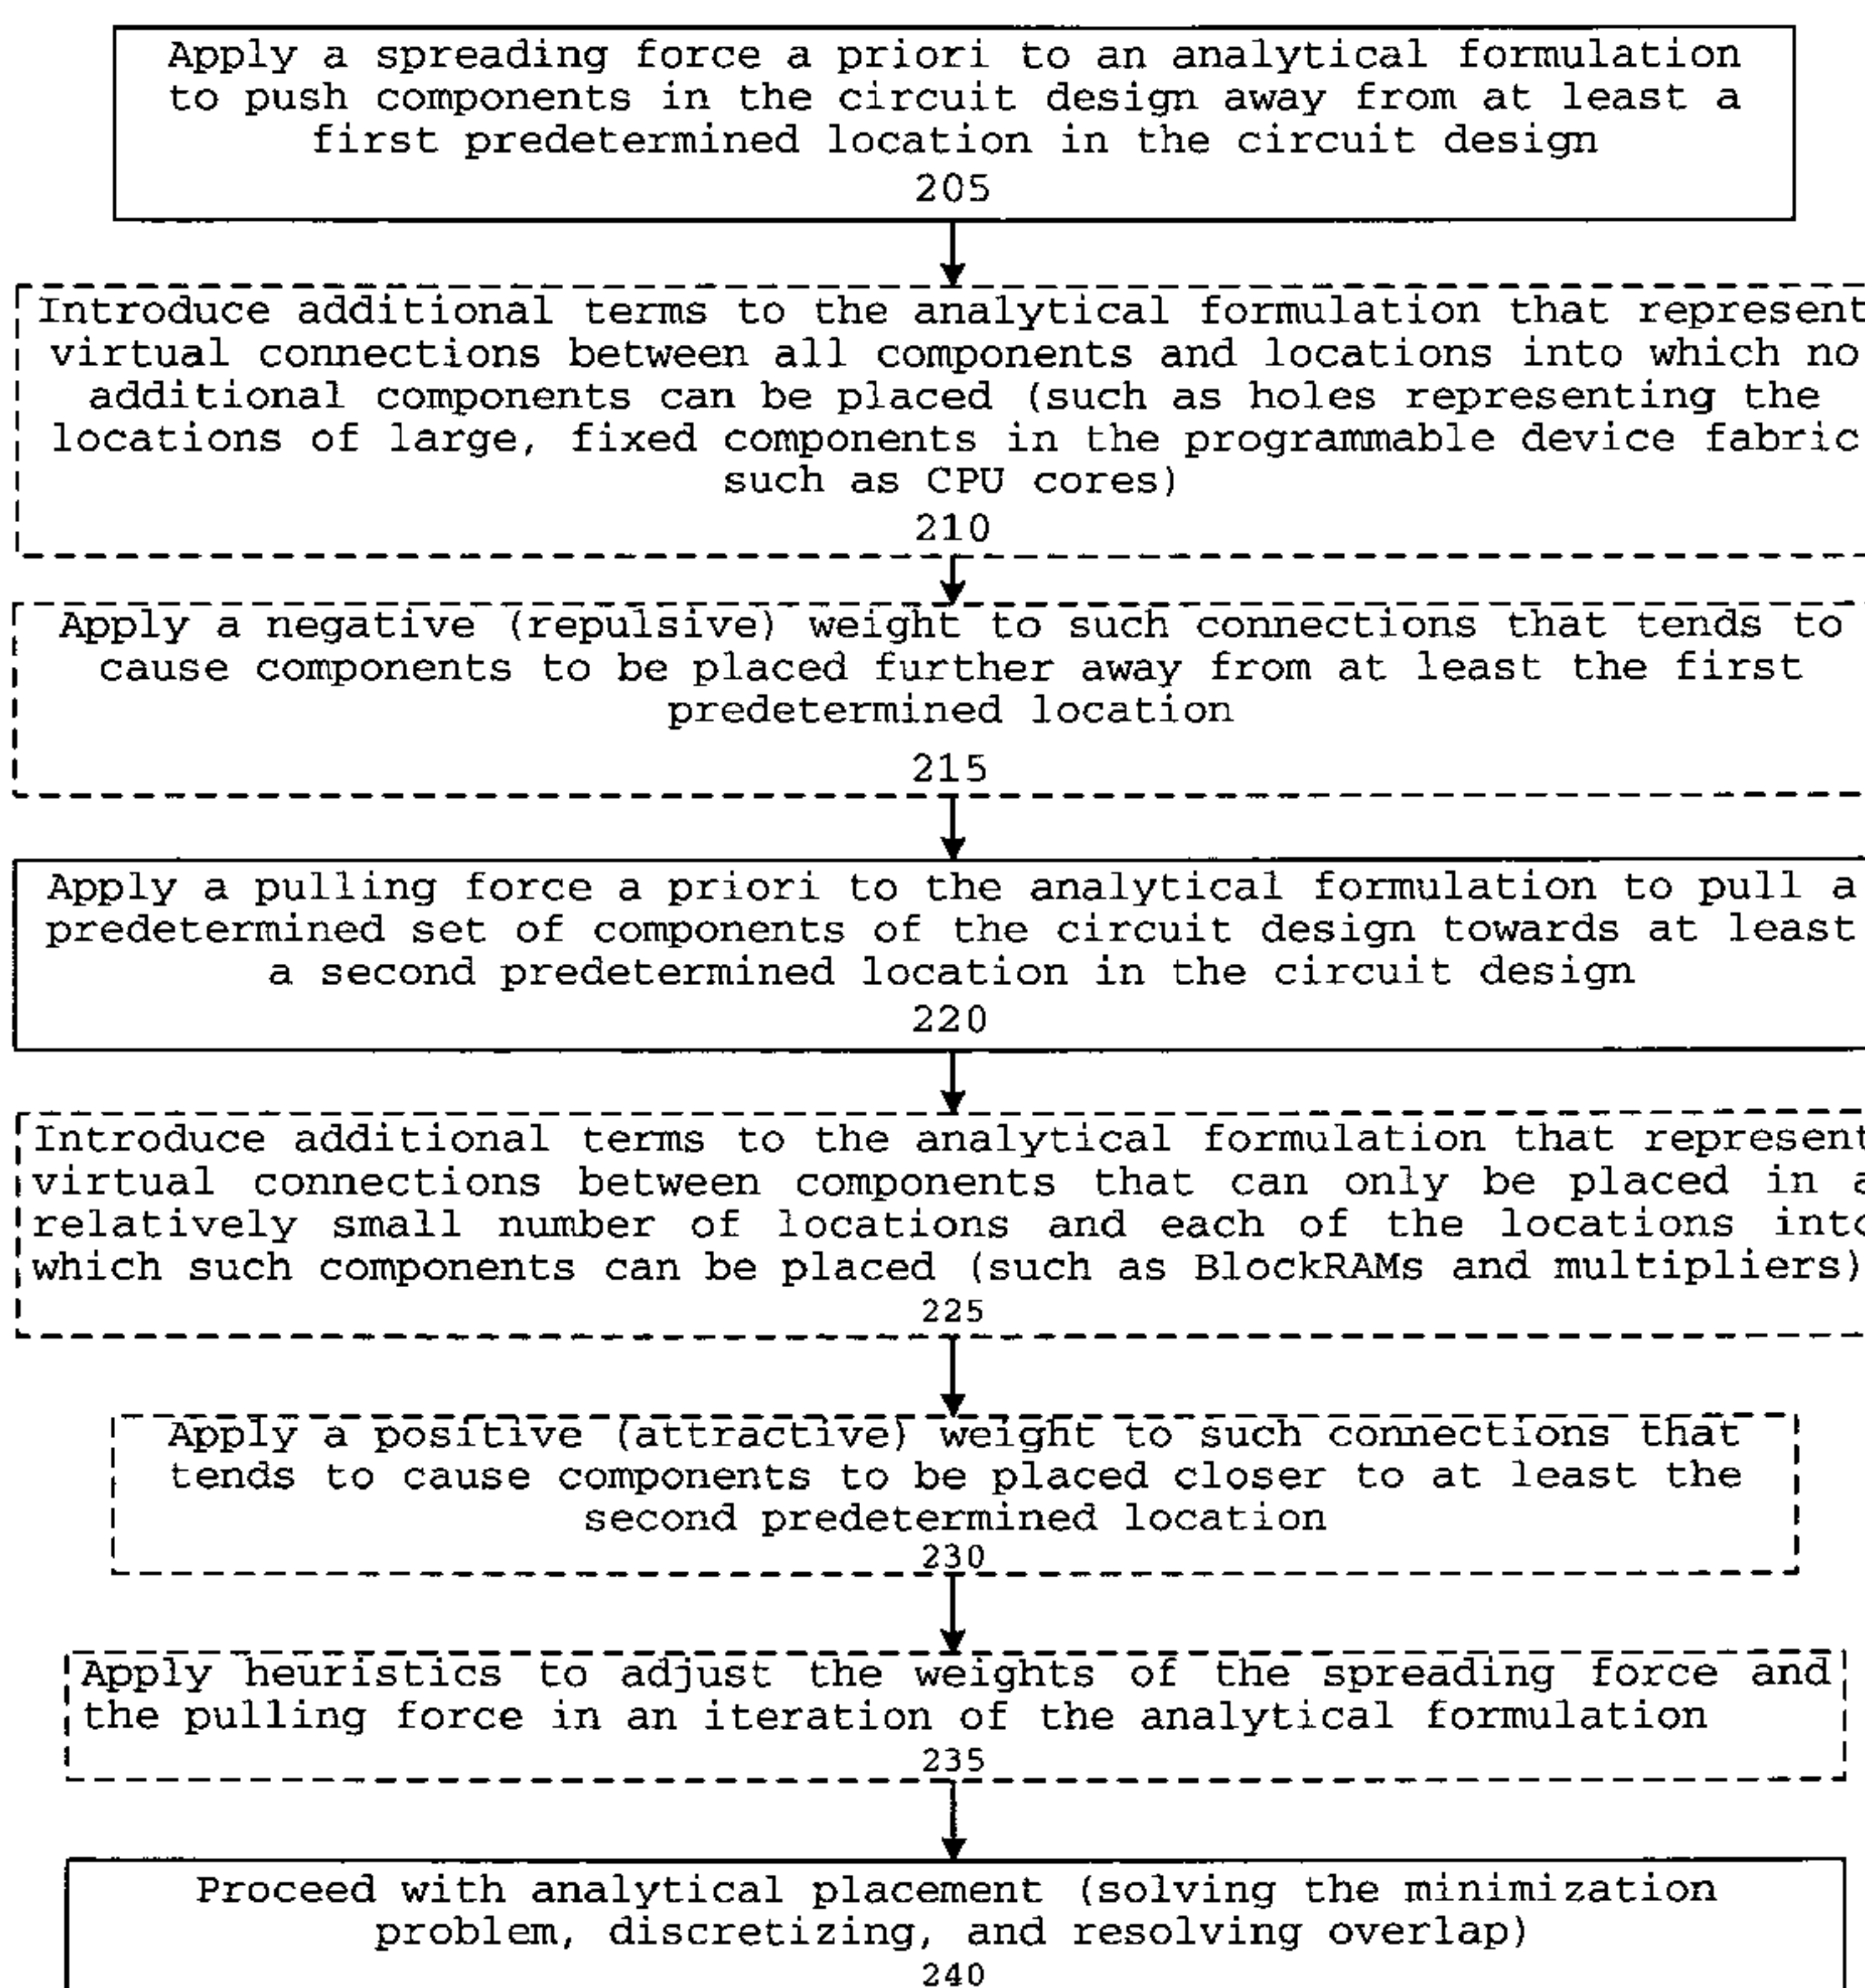 Apply a spreading force a priori to an analytical formulation
to push components in the circuit design away from at least a
first predetermined location in the circuit design
205
Introduce additional terms to the analytical formulation that represent
virtual connections between all components and locations into which no
additional components can be placed (such as holes representing the
locations of large, fixed components in the programmable device fabric
such as CPU cores)
210
Apply a negative (repulsive) weight to such connections that tends to
cause components to be placed further away from at least the first
predetermined location
215
Apply a pulling force a priori to the analytical formulation to pull a
predetermined set of components of the circuit design towards at least
a second predetermined location in the circuit design
220
Introduce additional terms to the analytical formulation that represent
virtual connections between components that can only be placed in a
relatively small number of locations and each of the locations into
which such components can be placed (such as BlockRAMs and multipliers)
225
Apply a positive (attractive) weight to such connections that
tends to cause components to be placed closer to at least the
second predetermined location
230
Apply heuristics to adjust the weights of the spreading force and
the pulling force in an iteration of the analytical formulation
235
Proceed with analytical placement (solving the minimization
problem, discretizing, and resolving overlap)
240